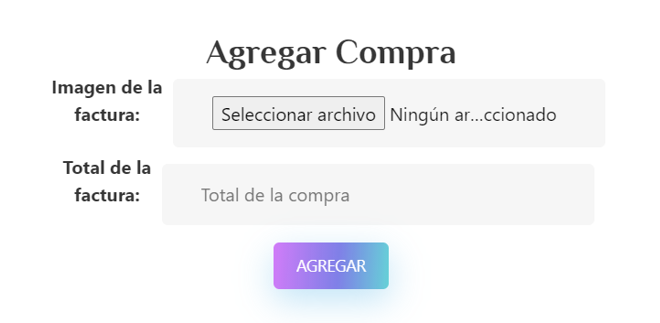 Agregar Compra
Imagen de la
factura:
Seleccionar archivo Ningún ar...ccionado
Total de la
factura:
Total de la compra
AGREGAR